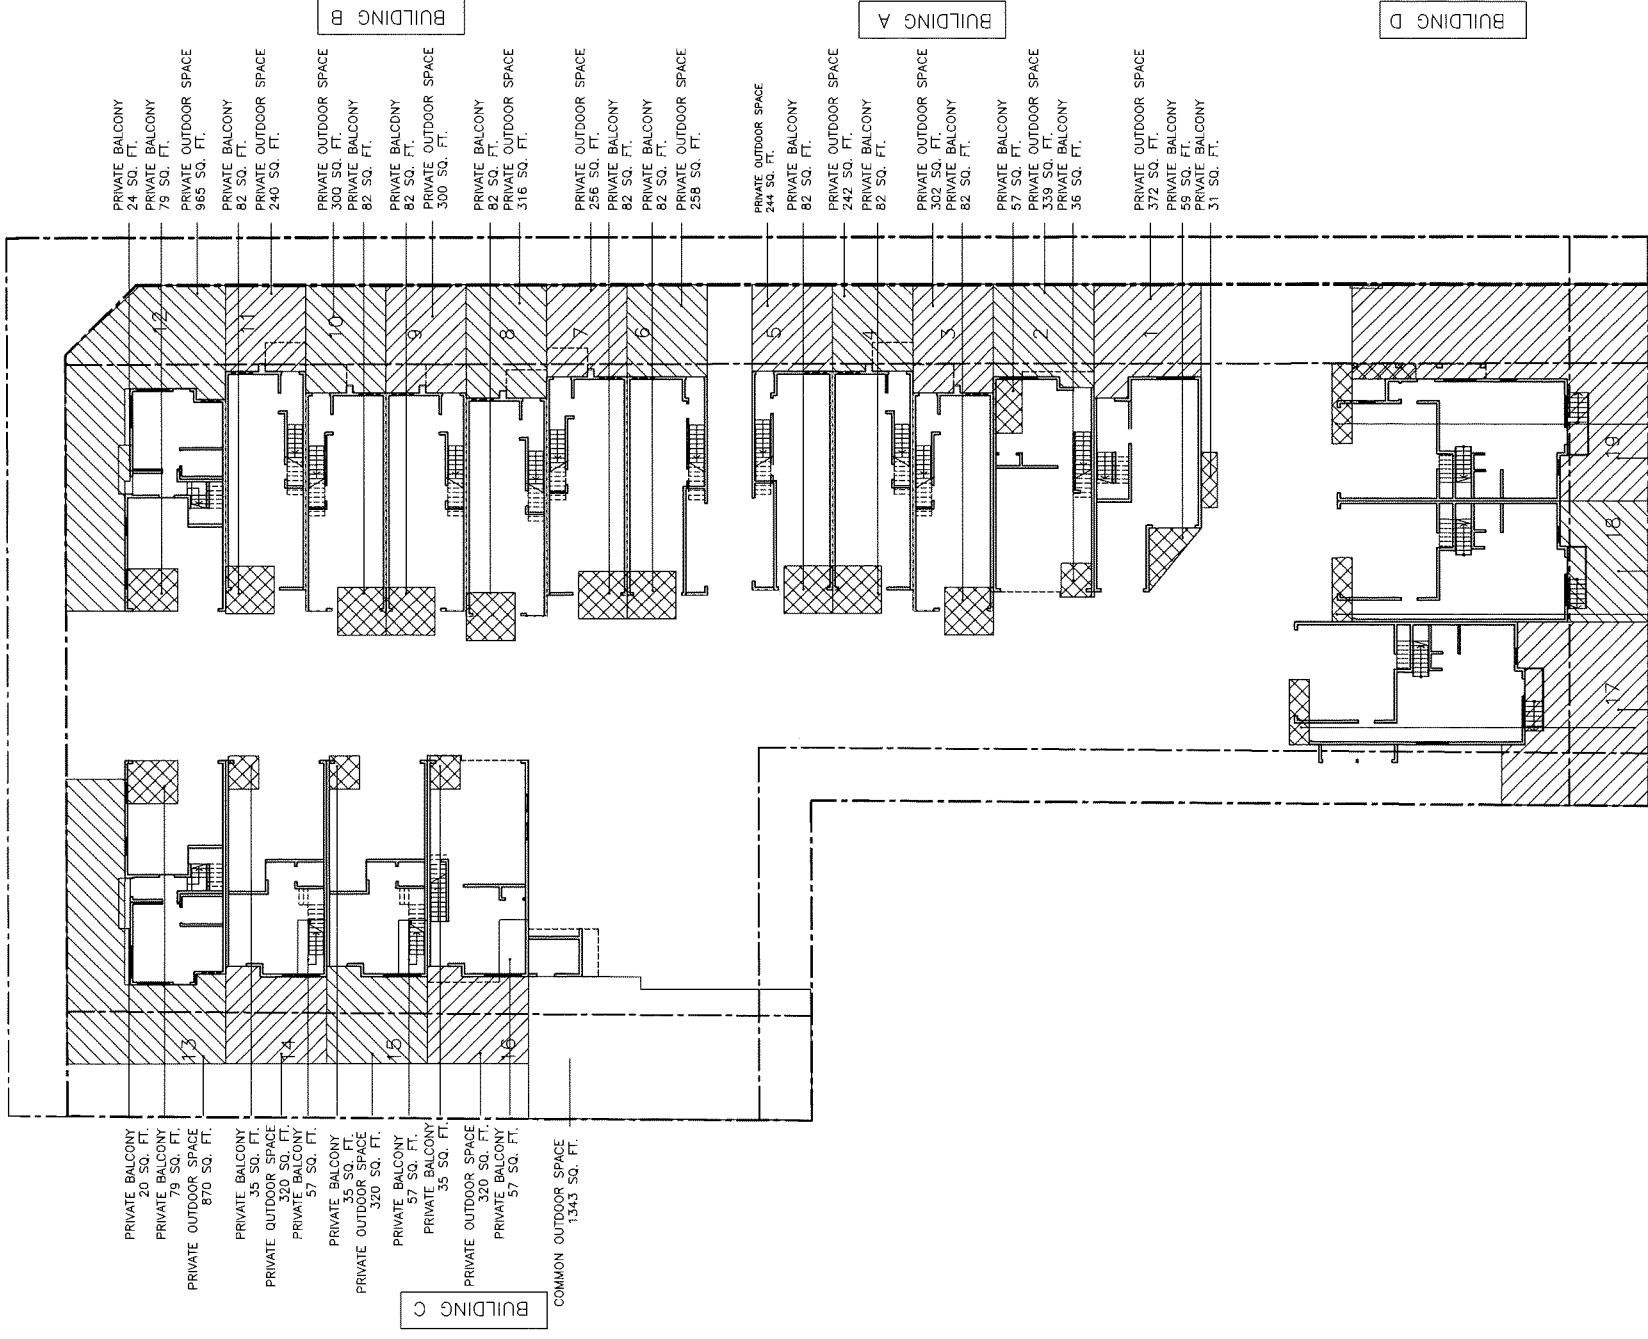 BUILDING B
BUILDING A
BUILDING D
PRIVATE BALCONY
24 SQ. FT.
PRIVATE BALCONY
79 SQ. FT.
PRIVATE OUTDOOR SPACE
965 SQ. FT.
PRIVATE BALCONY
82 SQ. FT.
PRIVATE OUTDOOR SPACE
240 SQ. FT.
PRIVATE OUTDOOR SPACE
300 SQ. FT.
PRIVATE BALCONY
82 SQ. FT.
PRIVATE BALCONY
82 SQ. FT.
PRIVATE OUTDOOR SPACE
300 SQ. FT.
PRIVATE BALCONY
82 SQ. FT.
PRIVATE OUTDOOR SPACE
316 SQ. FT.
PRIVATE OUTDOOR SPACE
256 SQ. FT.
PRIVATE BALCONY
82 SQ. FT.
PRIVATE BALCONY
82 SQ. FT.
PRIVATE OUTDOOR SPACE
258 SQ. FT.
PRIVATE OUTDOOR SPACE
244 SQ. FT.
PRIVATE BALCONY
82 SQ. FT.
PRIVATE OUTDOOR SPACE
242 SQ. FT.
PRIVATE BALCONY
82 SQ. FT.
PRIVATE OUTDOOR SPACE
302 SQ. FT.
PRIVATE BALCONY
82 SQ. FT.
PRIVATE BALCONY
57 SQ. FT.
PRIVATE OUTDOOR SPACE
339 SQ. FT.
PRIVATE BALCONY
36 SQ. FT.
PRIVATE OUTDOOR SPACE
372 SQ. FT.
PRIVATE BALCONY
59 SQ. FT.
PRIVATE BALCONY
31 SQ. FT.
12
11
10
9
8
7
6
5
4
3
2
1
19
18
17
13
14
15
16
PRIVATE BALCONY
20 SQ. FT.
PRIVATE BALCONY
79 SQ. FT.
PRIVATE OUTDOOR SPACE
870 SQ. FT.
PRIVATE BALCONY
35 SQ. FT.
PRIVATE OUTDOOR SPACE
320 SQ. FT.
PRIVATE BALCONY
57 SQ. FT.
PRIVATE BALCONY
35 SQ. FT.
PRIVATE OUTDOOR SPACE
320 SQ. FT.
PRIVATE BALCONY
57 SQ. FT.
PRIVATE BALCONY
35 SQ. FT.
PRIVATE OUTDOOR SPACE
320 SQ. FT.
PRIVATE BALCONY
57 SQ. FT.
COMMON OUTDOOR SPACE
1343 SQ. FT.
BUILDING C